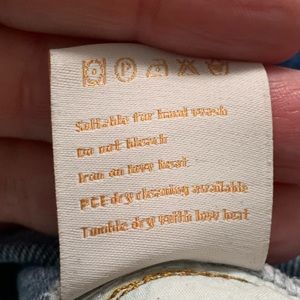 Suitable for hand wash
Do not bleach
Iron on low heat
PCE dry cleaning available
Tumble dry with low heat